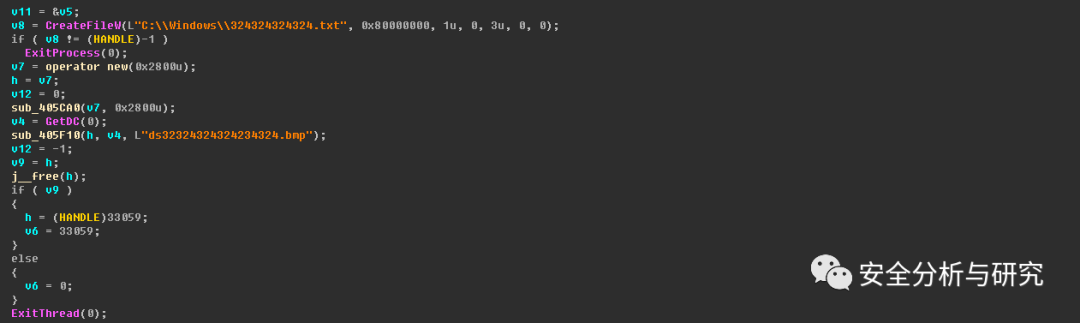 v11 = &v5;
v8 = CreateFileW(L"C:\\Windows\\324324324324.txt", 0x80000000, 1u, 0, 3u, 0, 0);
if ( v8 != (HANDLE)-1 )
  ExitProcess(0);
v7 = operator new(0x2800u);
h = v7;
v12 = 0;
sub_405CA0(v7, 0x2800u);
v4 = GetDC(0);
sub_405F10(h, v4, L"ds32324324324234324.bmp");
v12 = -1;
v9 = h;
j__free(h);
if ( v9 )
{
  h = (HANDLE)33059;
  v6 = 33059;
}
else
{
  v6 = 0;
}
ExitThread(0);
安全分析与研究